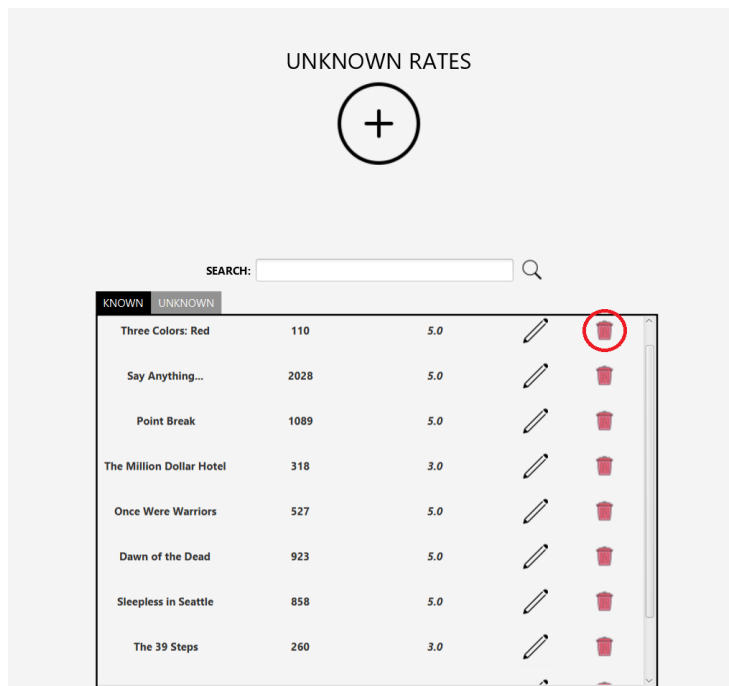 UNKNOWN RATES
SEARCH:
KNOWN UNKNOWN
Three Colors: Red 110 5.0
Say Anything... 2028 5.0
Point Break 1089 5.0
The Million Dollar Hotel 318 3.0
Once Were Warriors 527 5.0
Dawn of the Dead 923 5.0
Sleepless in Seattle 858 5.0
The 39 Steps 260 3.0